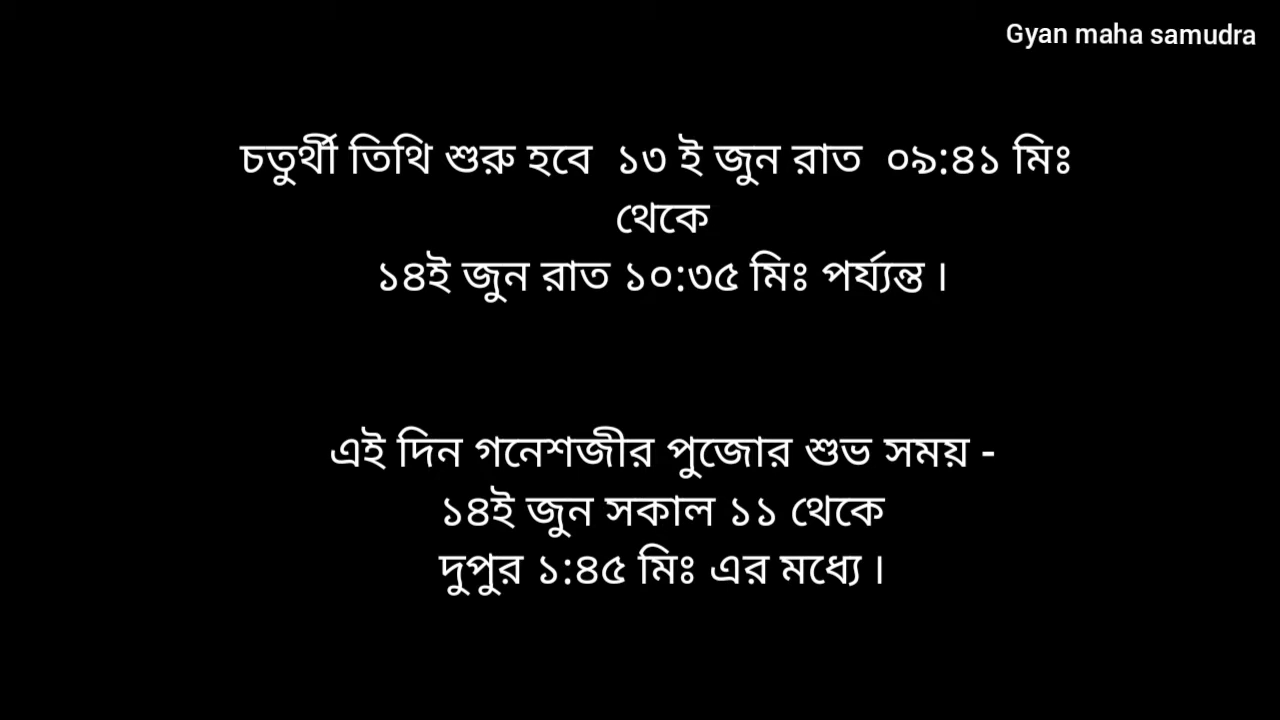 Gyan maha samudra
চতুর্থী তিথি শুরু হবে ১৩ ই জুন রাত ০৯:৪১ মিঃ
থেকে
১৪ই জুন রাত ১০:৩৫ মিঃ পর্য্যন্ত ।
এই দিন গনেশজীর পুজোর শুভ সময় -
১৪ই জুন সকাল ১১ থেকে
দুপুর ১:৪৫ মিঃ এর মধ্যে ।